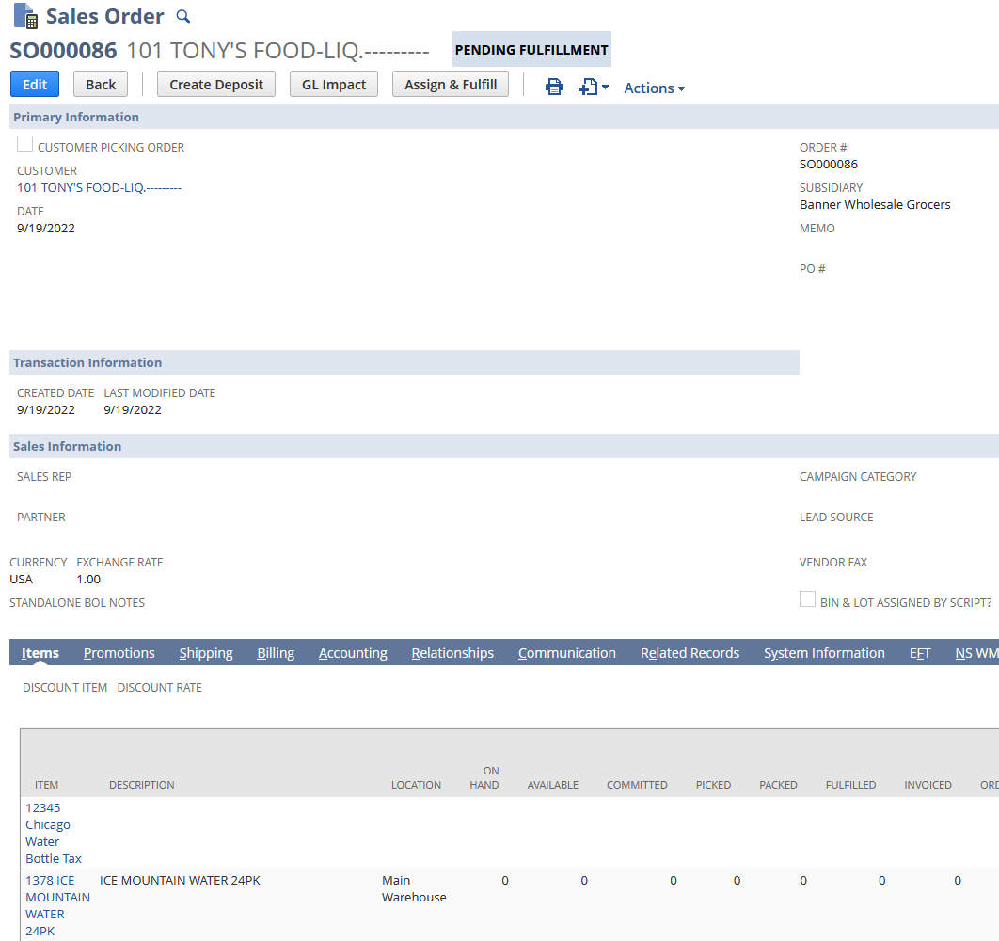 Sales Order
SO000086 101 TONY'S FOOD-LIQ.--------- PENDING FULFILLMENT
Edit Back Create Deposit GL Impact Assign & Fulfill Actions
Primary Information
CUSTOMER PICKING ORDER
CUSTOMER
101 TONY'S FOOD-LIQ.---------
DATE
9/19/2022
ORDER #
SO000086
SUBSIDIARY
Banner Wholesale Grocers
MEMO
PO #
Transaction Information
CREATED DATE LAST MODIFIED DATE
9/19/2022 9/19/2022
Sales Information
SALES REP
PARTNER
CAMPAIGN CATEGORY
LEAD SOURCE
CURRENCY EXCHANGE RATE
USA 1.00
STANDALONE BOL NOTES
VENDOR FAX
BIN & LOT ASSIGNED BY SCRIPT?
Items Promotions Shipping Billing Accounting Relationships Communication Related Records System Information EFT NS WM
DISCOUNT ITEM DISCOUNT RATE
ITEM DESCRIPTION LOCATION ON HAND AVAILABLE COMMITTED PICKED PACKED FULFILLED INVOICED ORD
12345
Chicago
Water
Bottle Tax
1378 ICE ICE MOUNTAIN WATER 24PK Main 0 0 0 0 0 0 0
MOUNTAIN Warehouse
WATER
24PK